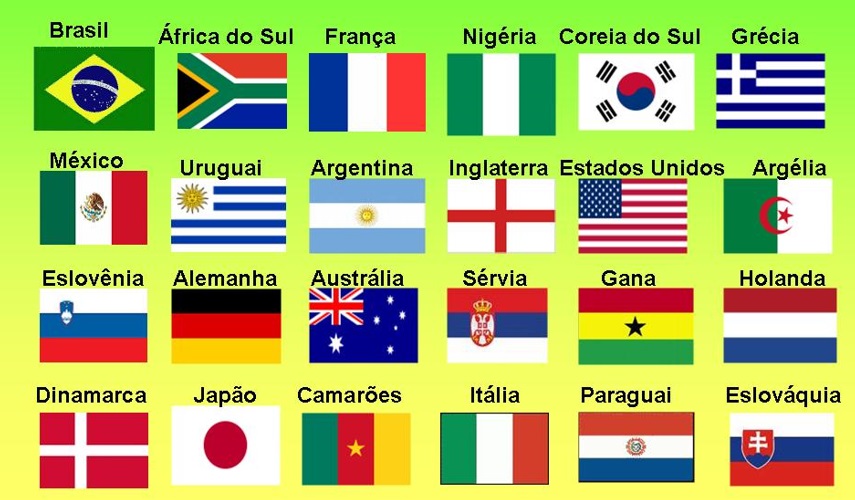 Brasil África do Sul França Nigéria Coreia do Sul Grécia
México Uruguai Argentina Inglaterra Estados Unidos Argélia
Eslovênia Alemanha Austrália Sérvia Gana Holanda
Dinamarca Japão Camarões Itália Paraguai Eslováquia